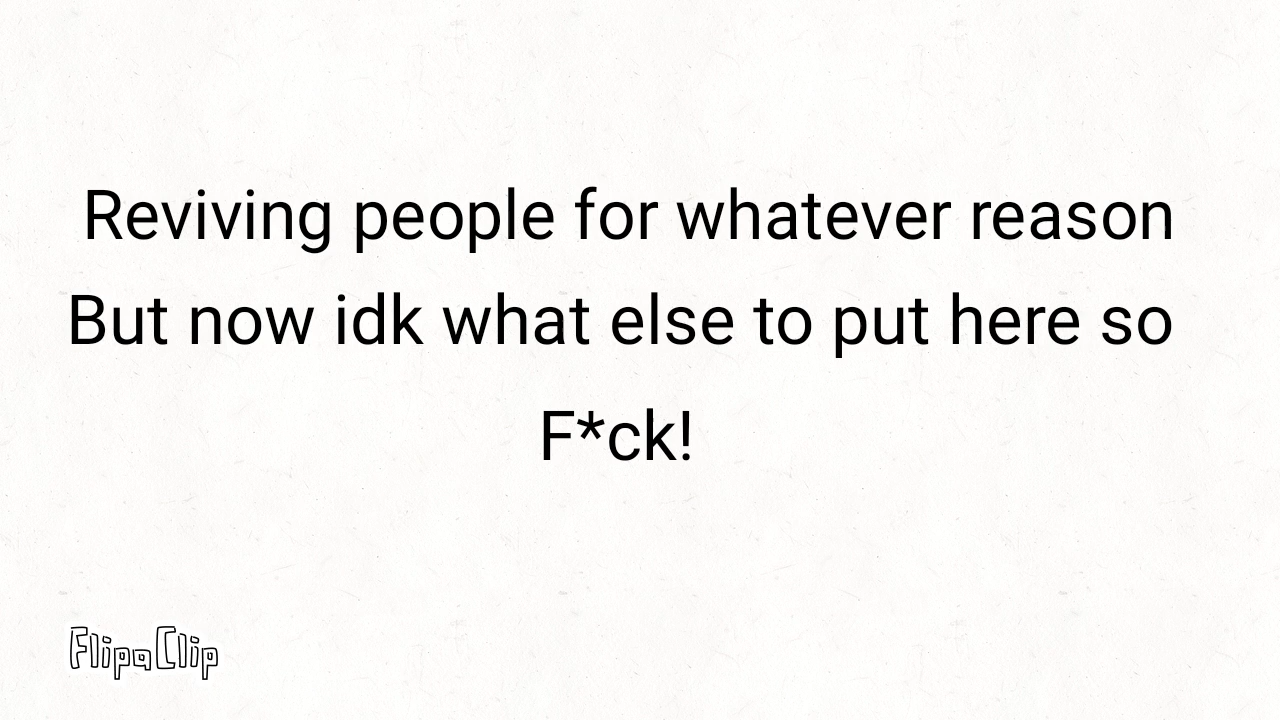 Reviving people for whatever reason
But now idk what else to put here so
F*ck!
FlipaClip